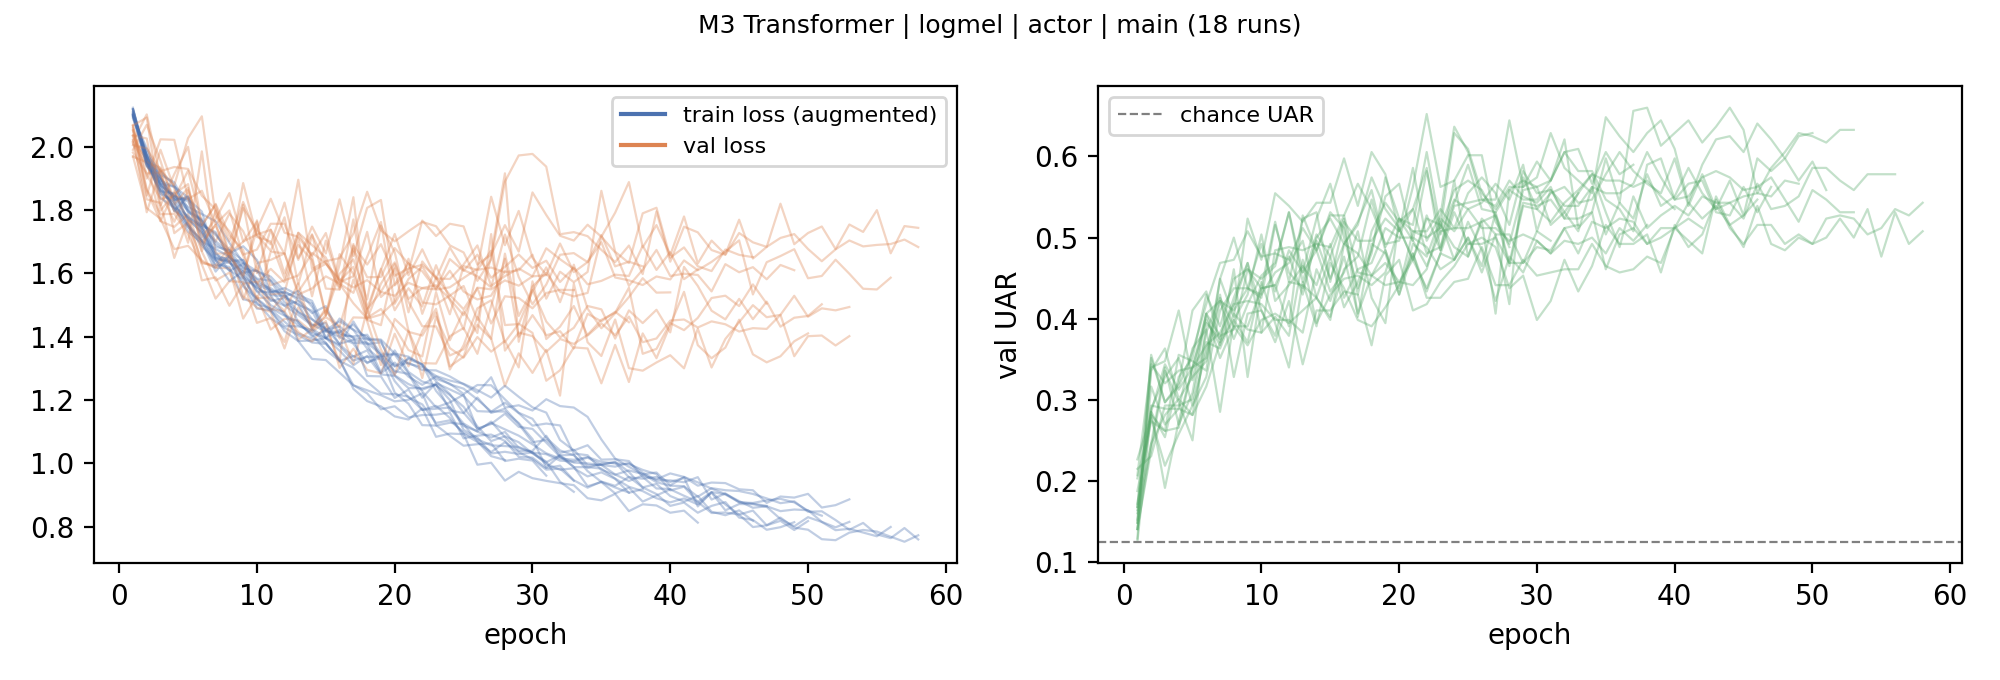 M3 Transformer | logmel | actor | main (18 runs)
train loss (augmented)
val loss
2.0
1.8
1.6
1.4
1.2
1.0
0.8
0 10 20 30 40 50 60
epoch
chance UAR
val UAR
0.6
0.5
0.4
0.3
0.2
0.1
0 10 20 30 40 50 60
epoch